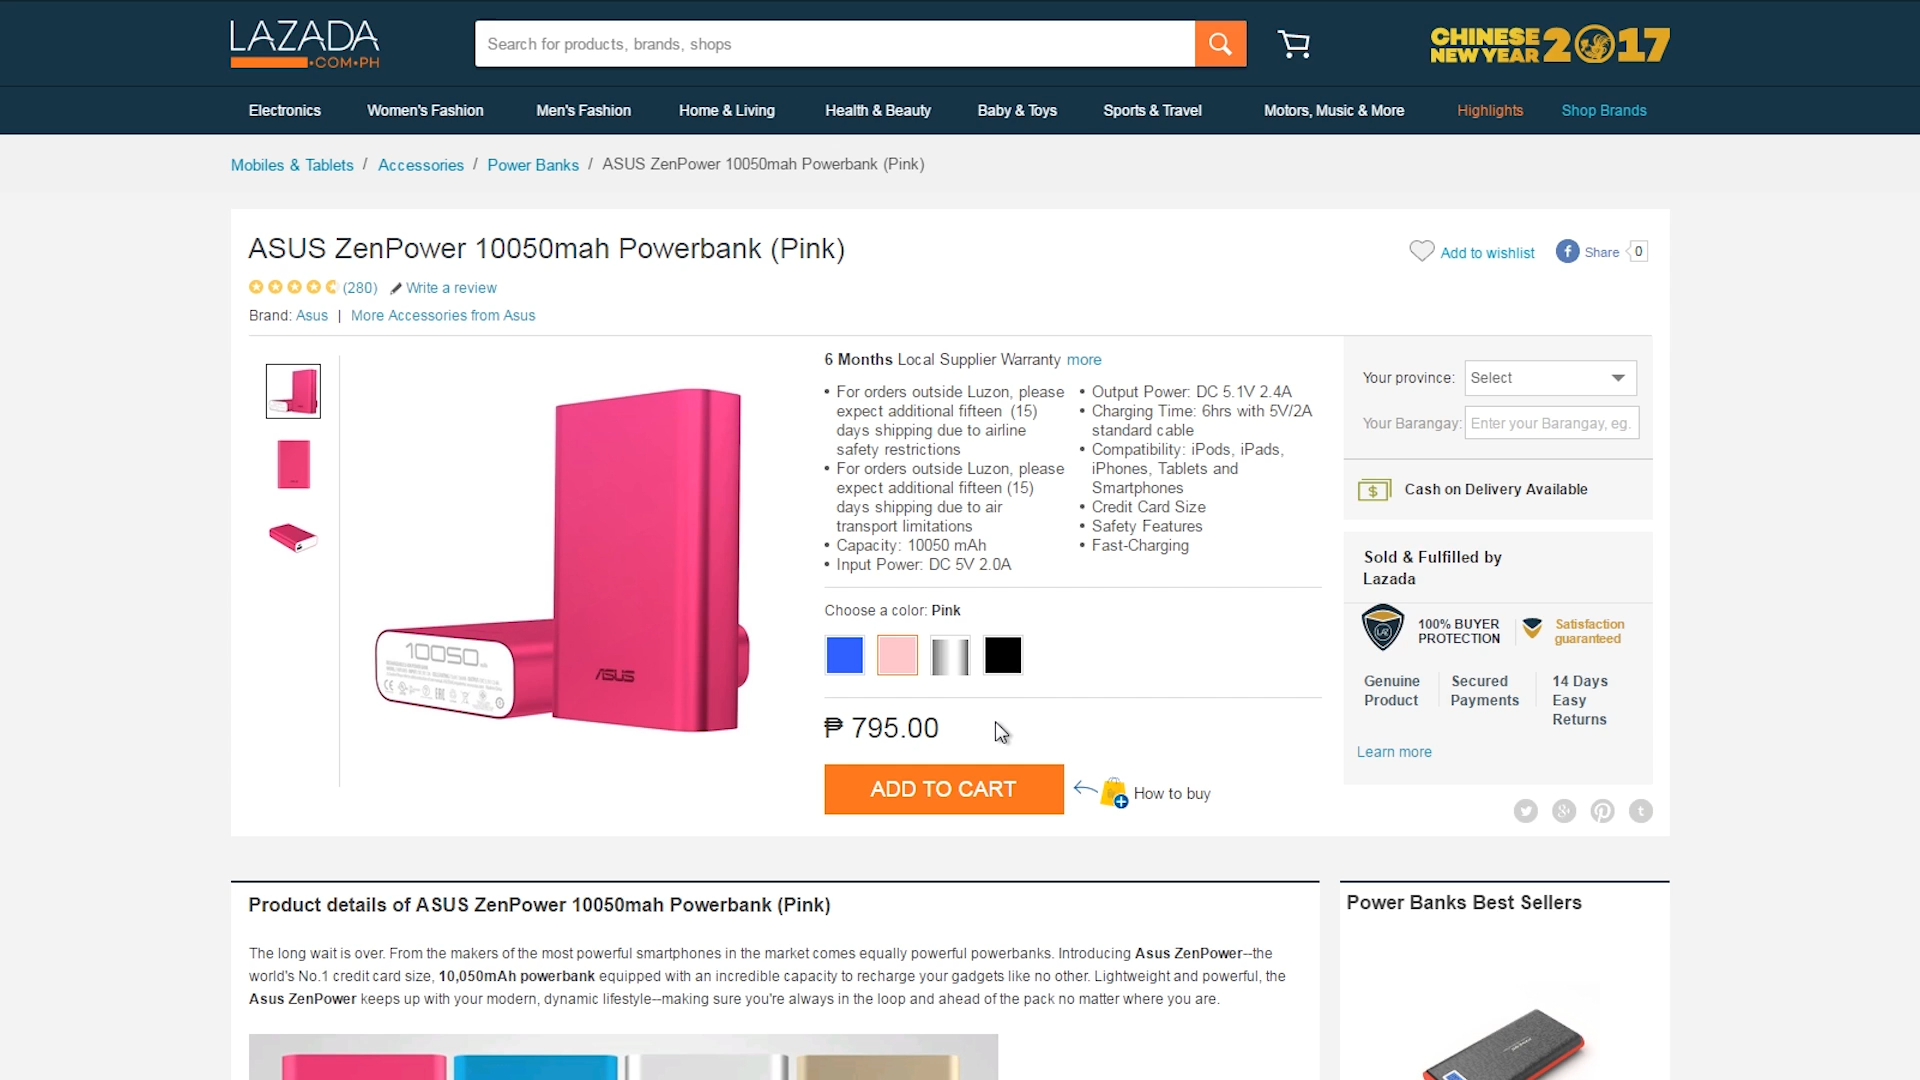 LAZADA
.COM.PH
Search for products, brands, shops
CHINESE
NEW YEAR
2017
Electronics
Women's Fashion
Men's Fashion
Home & Living
Health & Beauty
Baby & Toys
Sports & Travel
Motors, Music & More
Highlights
Shop Brands
Mobiles & Tablets / Accessories / Power Banks / ASUS ZenPower 10050mah Powerbank (Pink)
ASUS ZenPower 10050mah Powerbank (Pink)
Add to wishlist
f Share 0
(280) Write a review
Brand: Asus | More Accessories from Asus
10050
ASUS
6 Months Local Supplier Warranty more
• For orders outside Luzon, please
expect additional fifteen (15)
days shipping due to airline
safety restrictions
• For orders outside Luzon, please
expect additional fifteen (15)
days shipping due to air
transport limitations
• Capacity: 10050 mAh
• Input Power: DC 5V 2.0A
• Output Power: DC 5.1V 2.4A
• Charging Time: 6hrs with 5V/2A
standard cable
• Compatibility: iPods, iPads,
iPhones, Tablets and
Smartphones
• Credit Card Size
• Safety Features
• Fast-Charging
Choose a color: Pink
₱ 795.00
ADD TO CART
How to buy
Your province: Select
Your Barangay: Enter your Barangay, eg.
Cash on Delivery Available
Sold & Fulfilled by
Lazada
100% BUYER
PROTECTION
Satisfaction
guaranteed
Genuine
Product
Secured
Payments
14 Days
Easy
Returns
Learn more
Product details of ASUS ZenPower 10050mah Powerbank (Pink)
The long wait is over. From the makers of the most powerful smartphones in the market comes equally powerful powerbanks. Introducing Asus ZenPower--the
world's No.1 credit card size, 10,050mAh powerbank equipped with an incredible capacity to recharge your gadgets like no other. Lightweight and powerful, the
Asus ZenPower keeps up with your modern, dynamic lifestyle--making sure you're always in the loop and ahead of the pack no matter where you are.
Power Banks Best Sellers